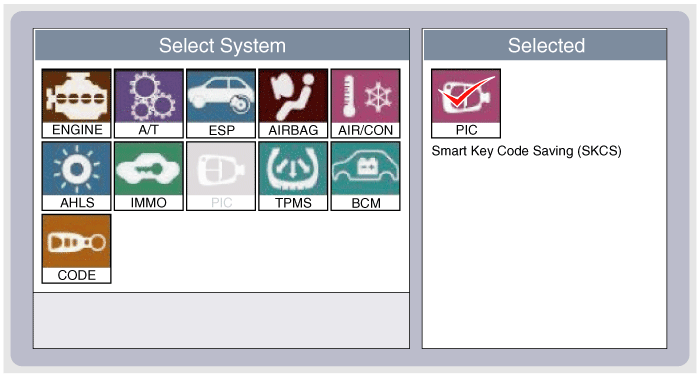 Select System
Selected
ENGINE
A/T
ESP
AIRBAG
AIR/CON
PIC
Smart Key Code Saving (SKCS)
AHLS
IMMO
PIC
TPMS
BCM
CODE